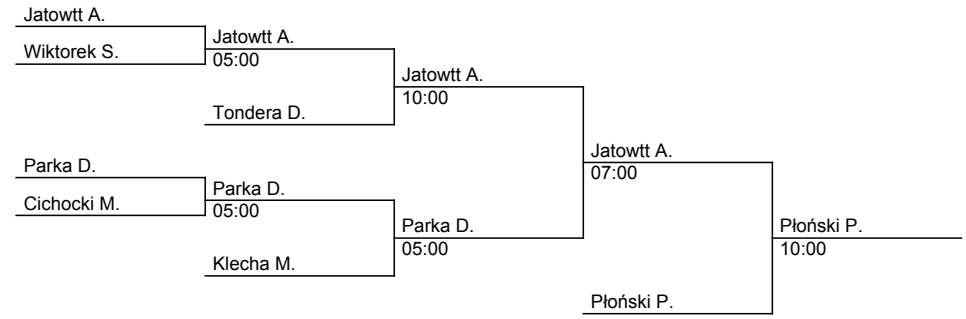 Jatowtt A.
Wiktorek S.
Jatowtt A.
05:00
Tondera D.
Jatowtt A.
10:00
Parka D.
Cichocki M.
Parka D.
05:00
Klecha M.
Parka D.
05:00
Jatowtt A.
07:00
Płoński P.
Płoński P.
10:00